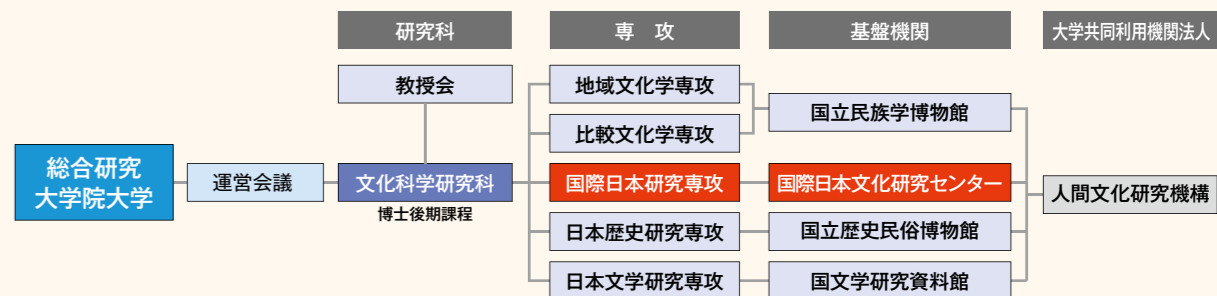 研究科
専 攻
基盤機関
大学共同利用機関法人
教授会
地域文化学専攻
国立民族学博物館
比較文化学専攻
総合研究
大学院大学
運営会議
文化科学研究科
博士後期課程
国際日本研究専攻
国際日本文化研究センター
人間文化研究機構
日本歴史研究専攻
国立歴史民俗博物館
日本文学研究専攻
国文学研究資料館